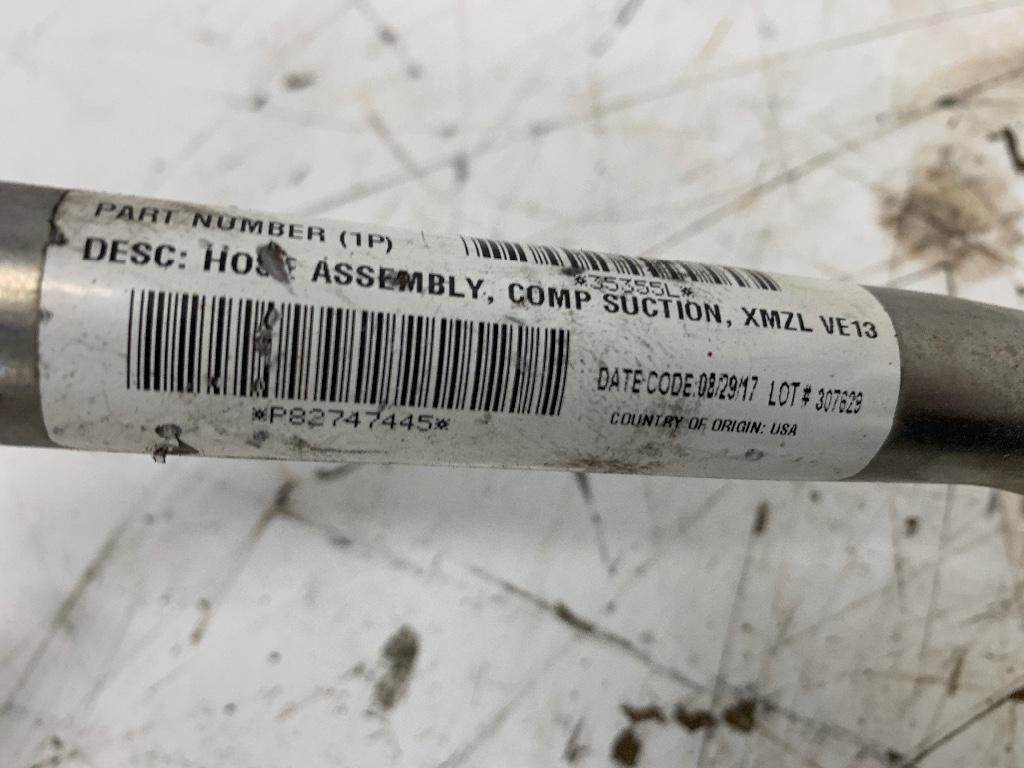 PART NUMBER (1P)
*35355L*
DESC: HOSE ASSEMBLY, COMP SUCTION, XMZL VE13
*P82747445*
DATE CODE: 08/29/17 LOT # 307629
COUNTRY OF ORIGIN: USA